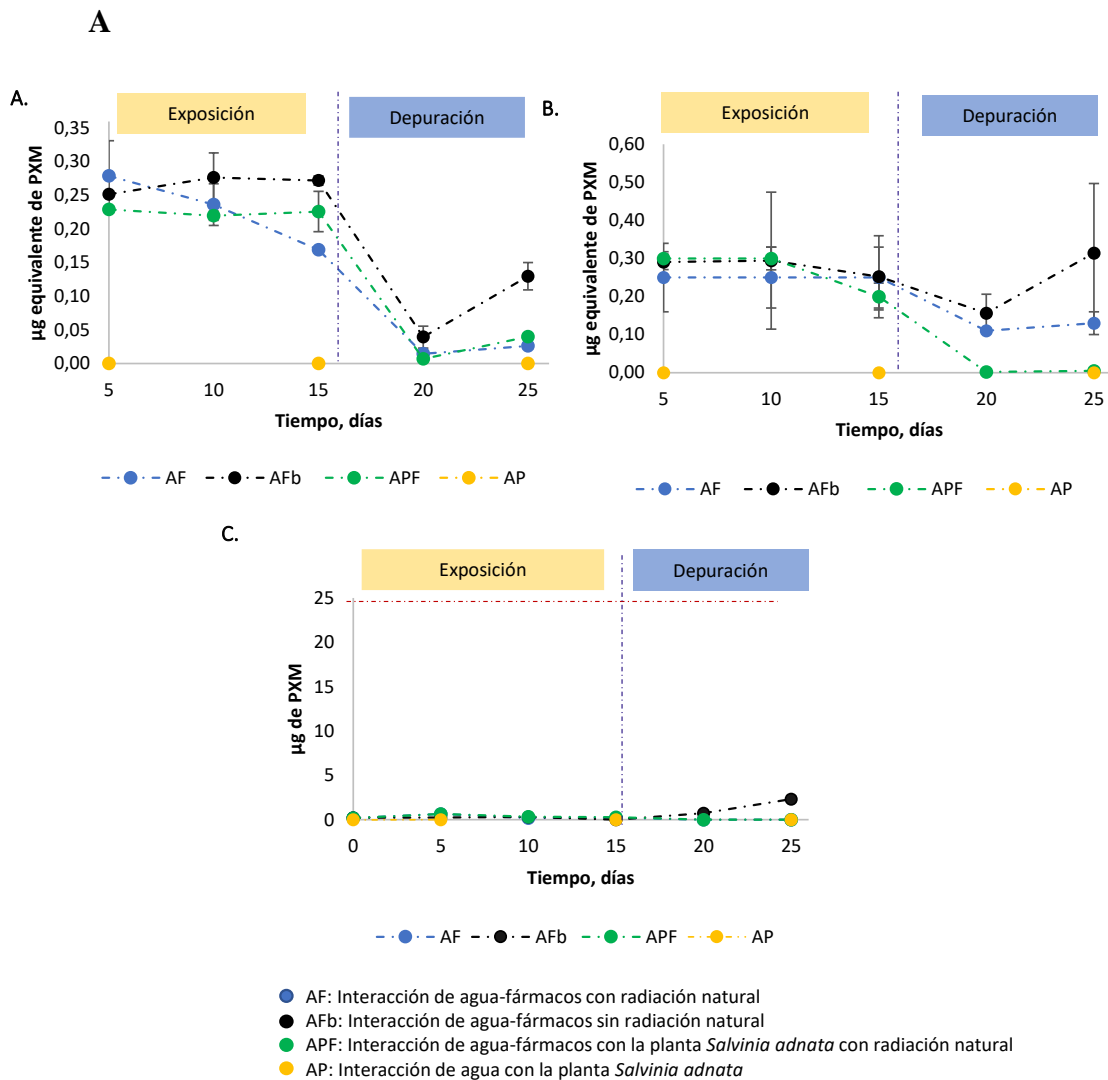 A
A.
Exposición
Depuración
0,35
0,30
0,25
0,20
0,15
0,10
0,05
0,00
µg equivalente de PXM
5 10 15 20 25
Tiempo, días
AF AFb APF AP
B.
Exposición
Depuración
0,60
0,50
0,40
0,30
0,20
0,10
0,00
µg equivalente de PXM
5 10 15 20 25
Tiempo, días
AF AFb APF AP
C.
Exposición
Depuración
25
20
15
10
5
0
µg de PXM
0 5 10 15 20 25
Tiempo, días
AF AFb APF AP
AF: Interacción de agua-fármacos con radiación natural
AFb: Interacción de agua-fármacos sin radiación natural
APF: Interacción de agua-fármacos con la planta Salvinia adnata con radiación natural
AP: Interacción de agua con la planta Salvinia adnata